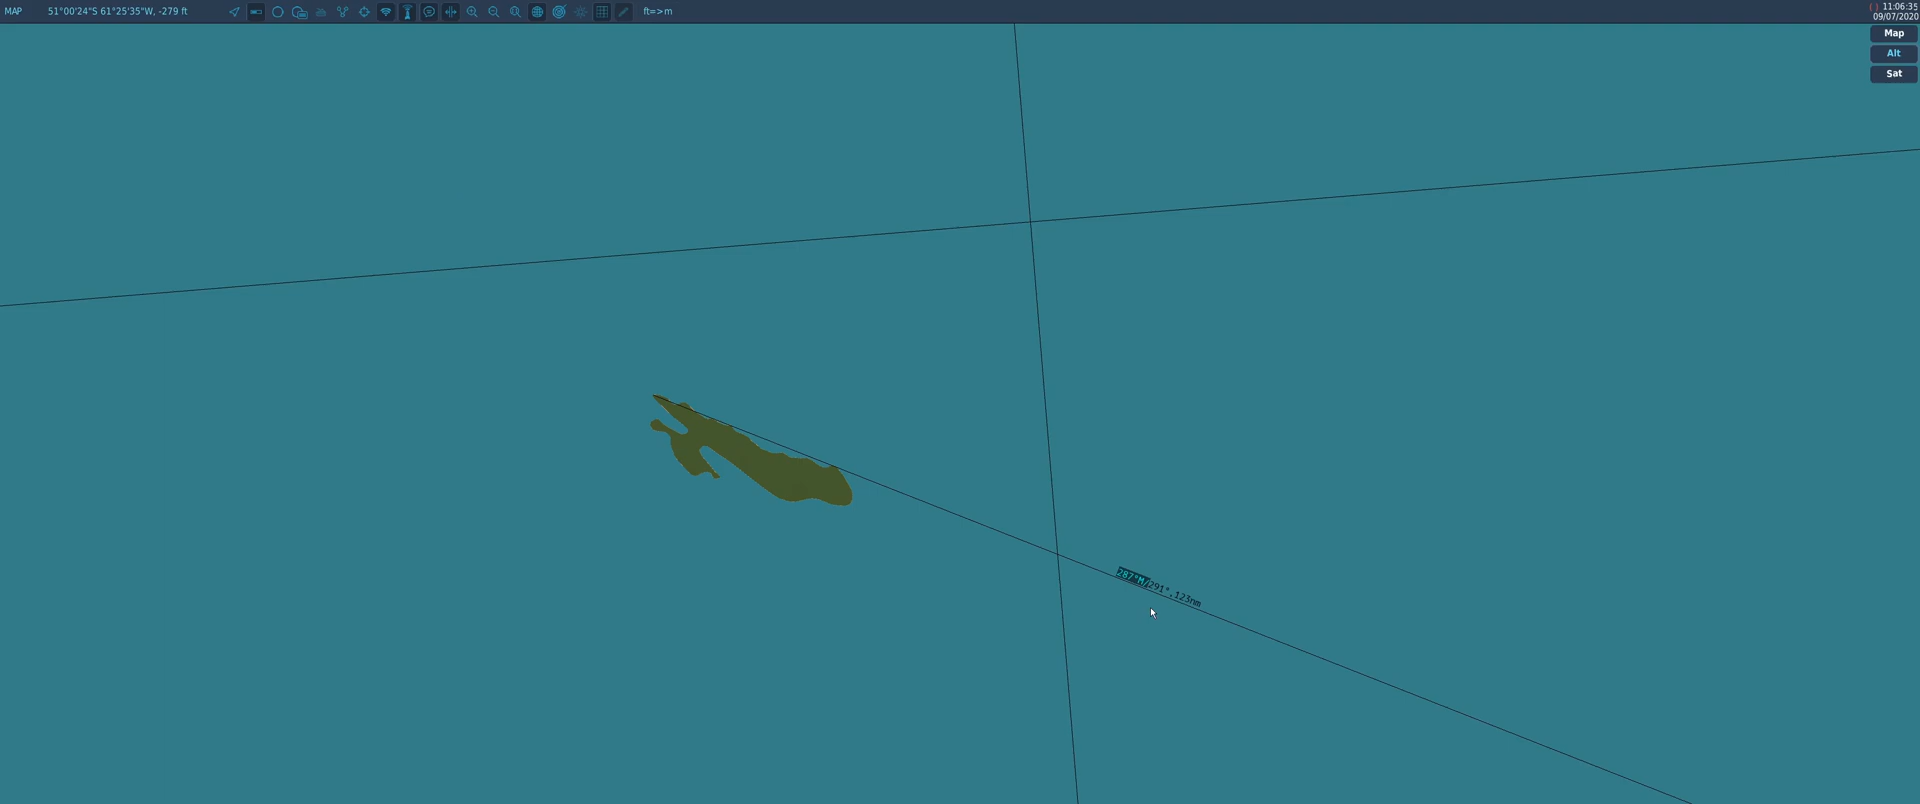 MAP 51°00'24"S 61°25'35"W, -279 ft ft=>m ( ) 11:06:35
09/07/2020
Map
Alt
Sat
287°M/291°,123nm